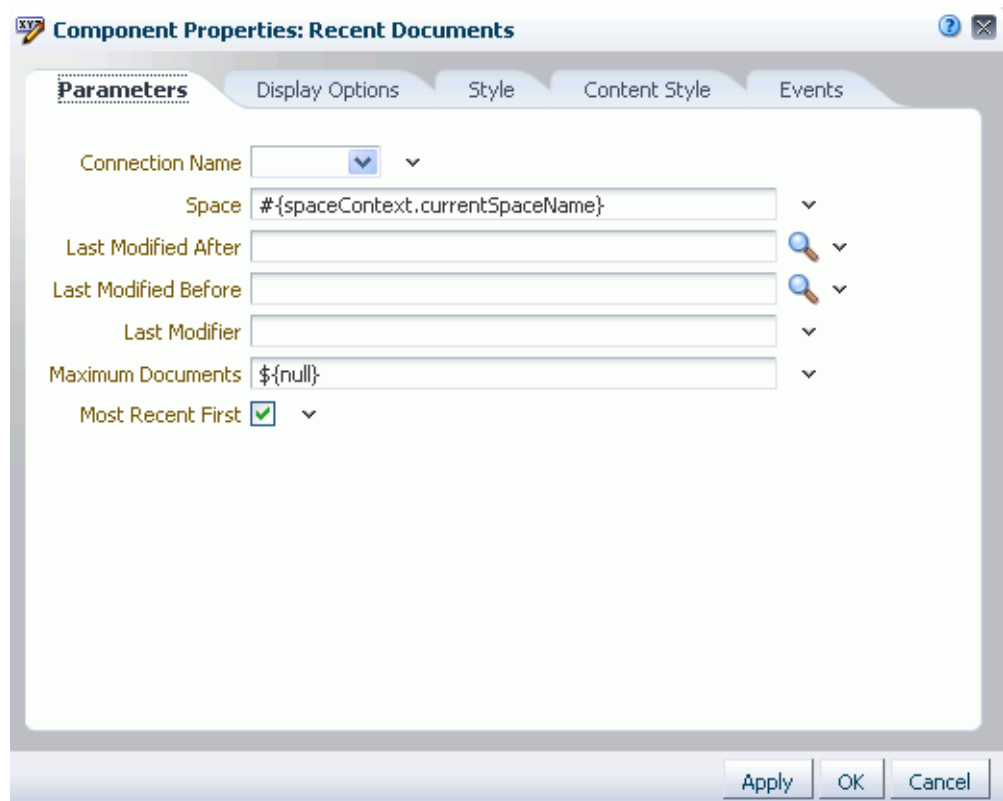 Component Properties: Recent Documents
Parameters Display Options Style Content Style Events
Connection Name
Space #{spaceContext.currentSpaceName}
Last Modified After
Last Modified Before
Last Modifier
Maximum Documents ${null}
Most Recent First
Apply OK Cancel